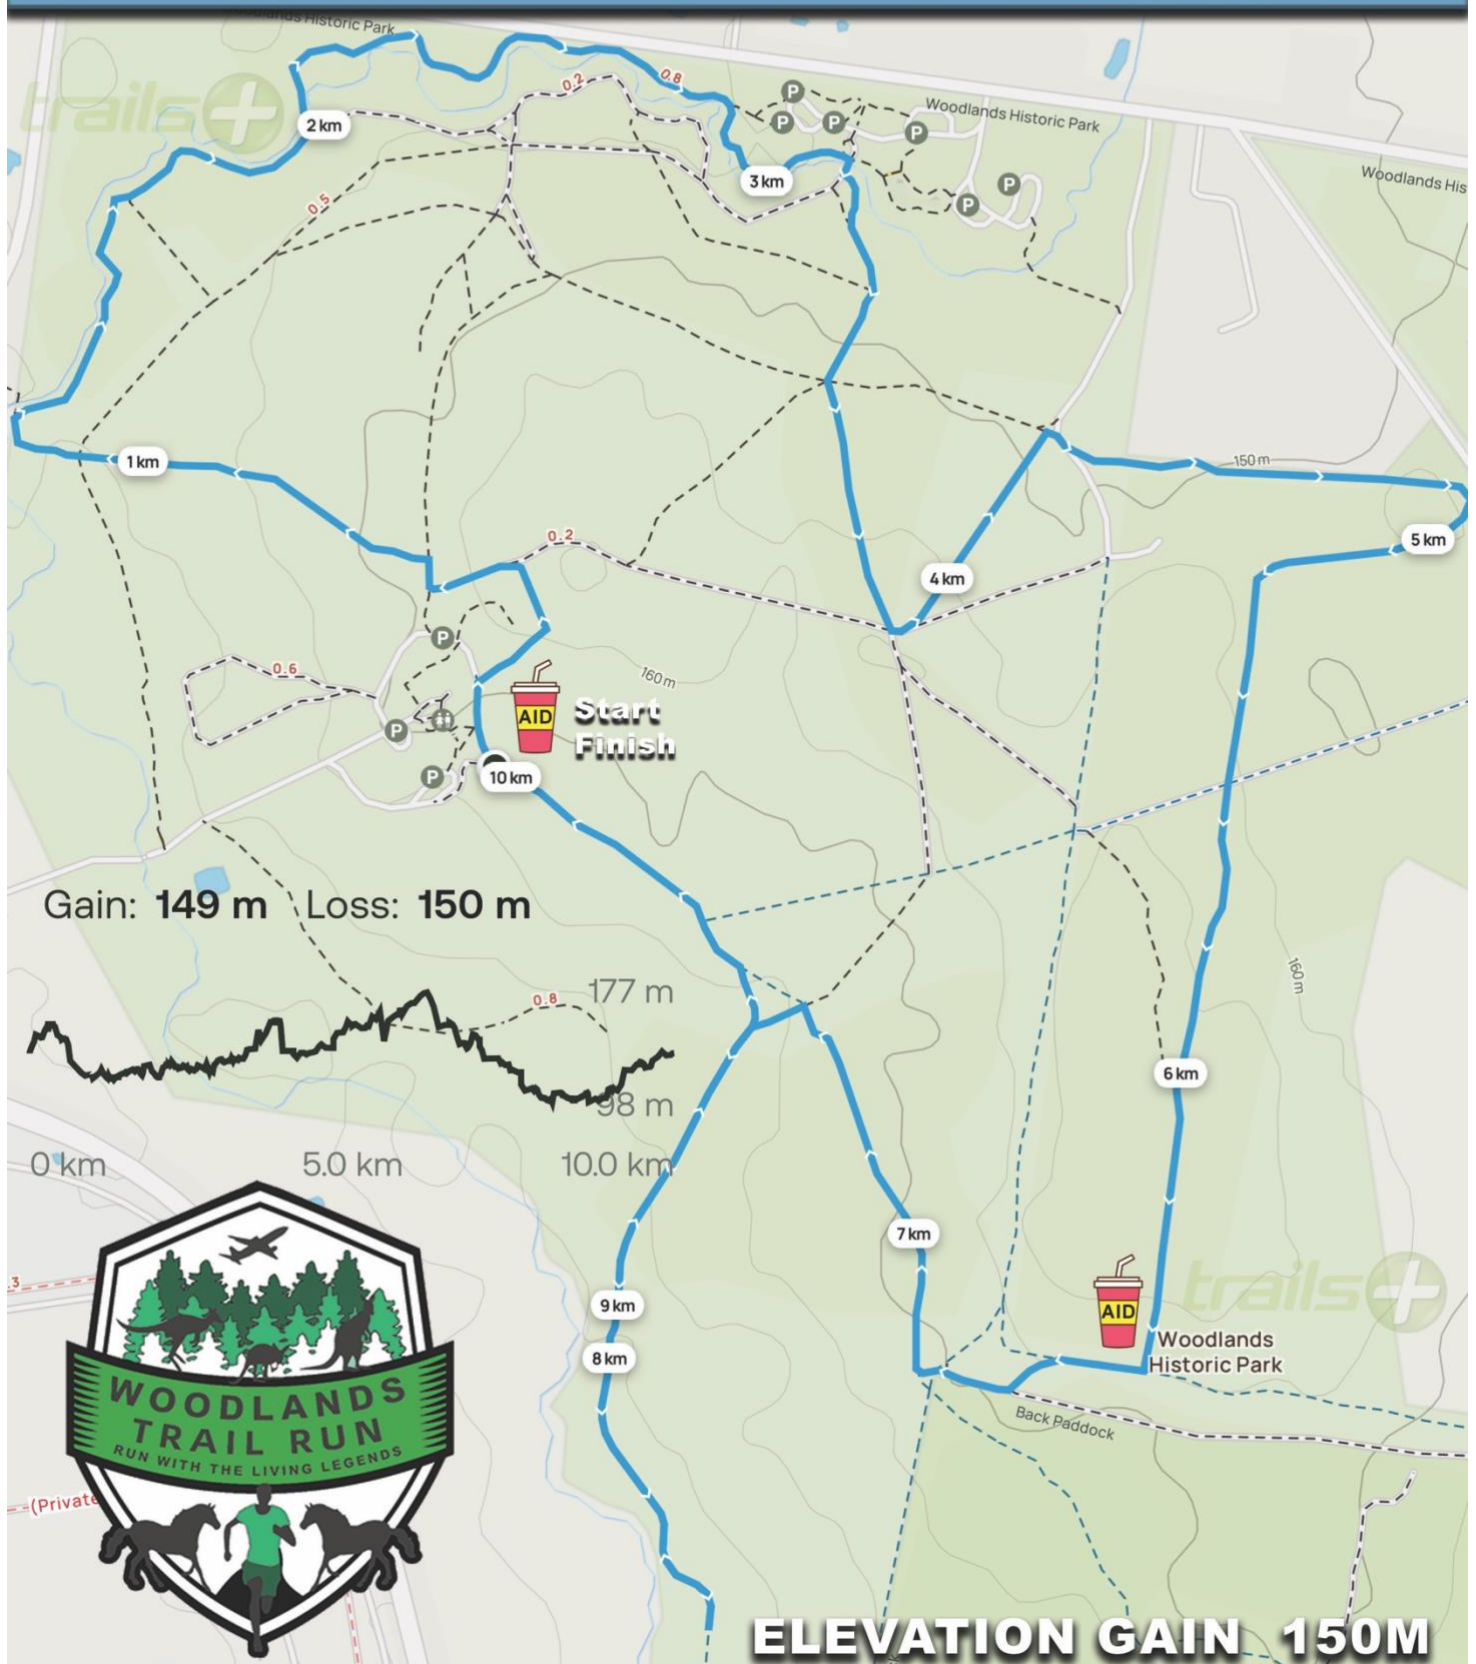 Woodlands Historic Park
trails+
0.2
0.8
P
P
P
P
Woodlands Historic Park
2 km
Woodlands His
3 km
P
P
0.5
1 km
150 m
5 km
0.2
4 km
P
160 m
0.6
AID
Start
Finish
P
P
10 km
Gain: 149 m Loss: 150 m
160 m
177 m
0.8
6 km
98 m
0 km
5.0 km
10.0 km
7 km
trails+
AID
9 km
Woodlands
Historic Park
8 km
.3
Back Paddock
WOODLANDS
TRAIL RUN
RUN WITH THE LIVING LEGENDS
(Private
ELEVATION GAIN 150M